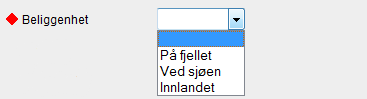 Beliggenhet
På fjellet
Ved sjøen
Innlandet